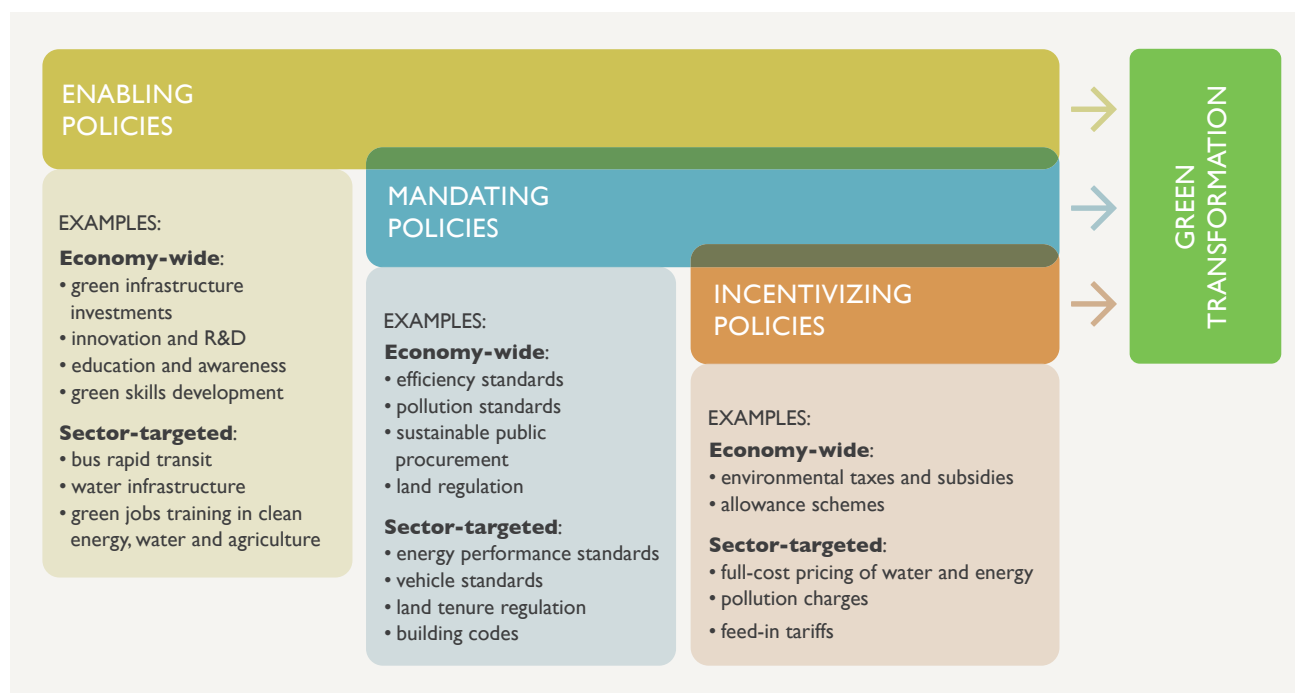 ENABLING
POLICIES
EXAMPLES:
Economy-wide:
• green infrastructure
investments
• innovation and R&D
• education and awareness
• green skills development
Sector-targeted:
• bus rapid transit
• water infrastructure
• green jobs training in clean
energy, water and agriculture
MANDATING
POLICIES
EXAMPLES:
Economy-wide:
• efficiency standards
• pollution standards
• sustainable public
procurement
• land regulation
Sector-targeted:
• energy performance standards
• vehicle standards
• land tenure regulation
• building codes
INCENTIVIZING
POLICIES
EXAMPLES:
Economy-wide:
• environmental taxes and subsidies
• allowance schemes
Sector-targeted:
• full-cost pricing of water and energy
• pollution charges
• feed-in tariffs
GREEN
TRANSFORMATION